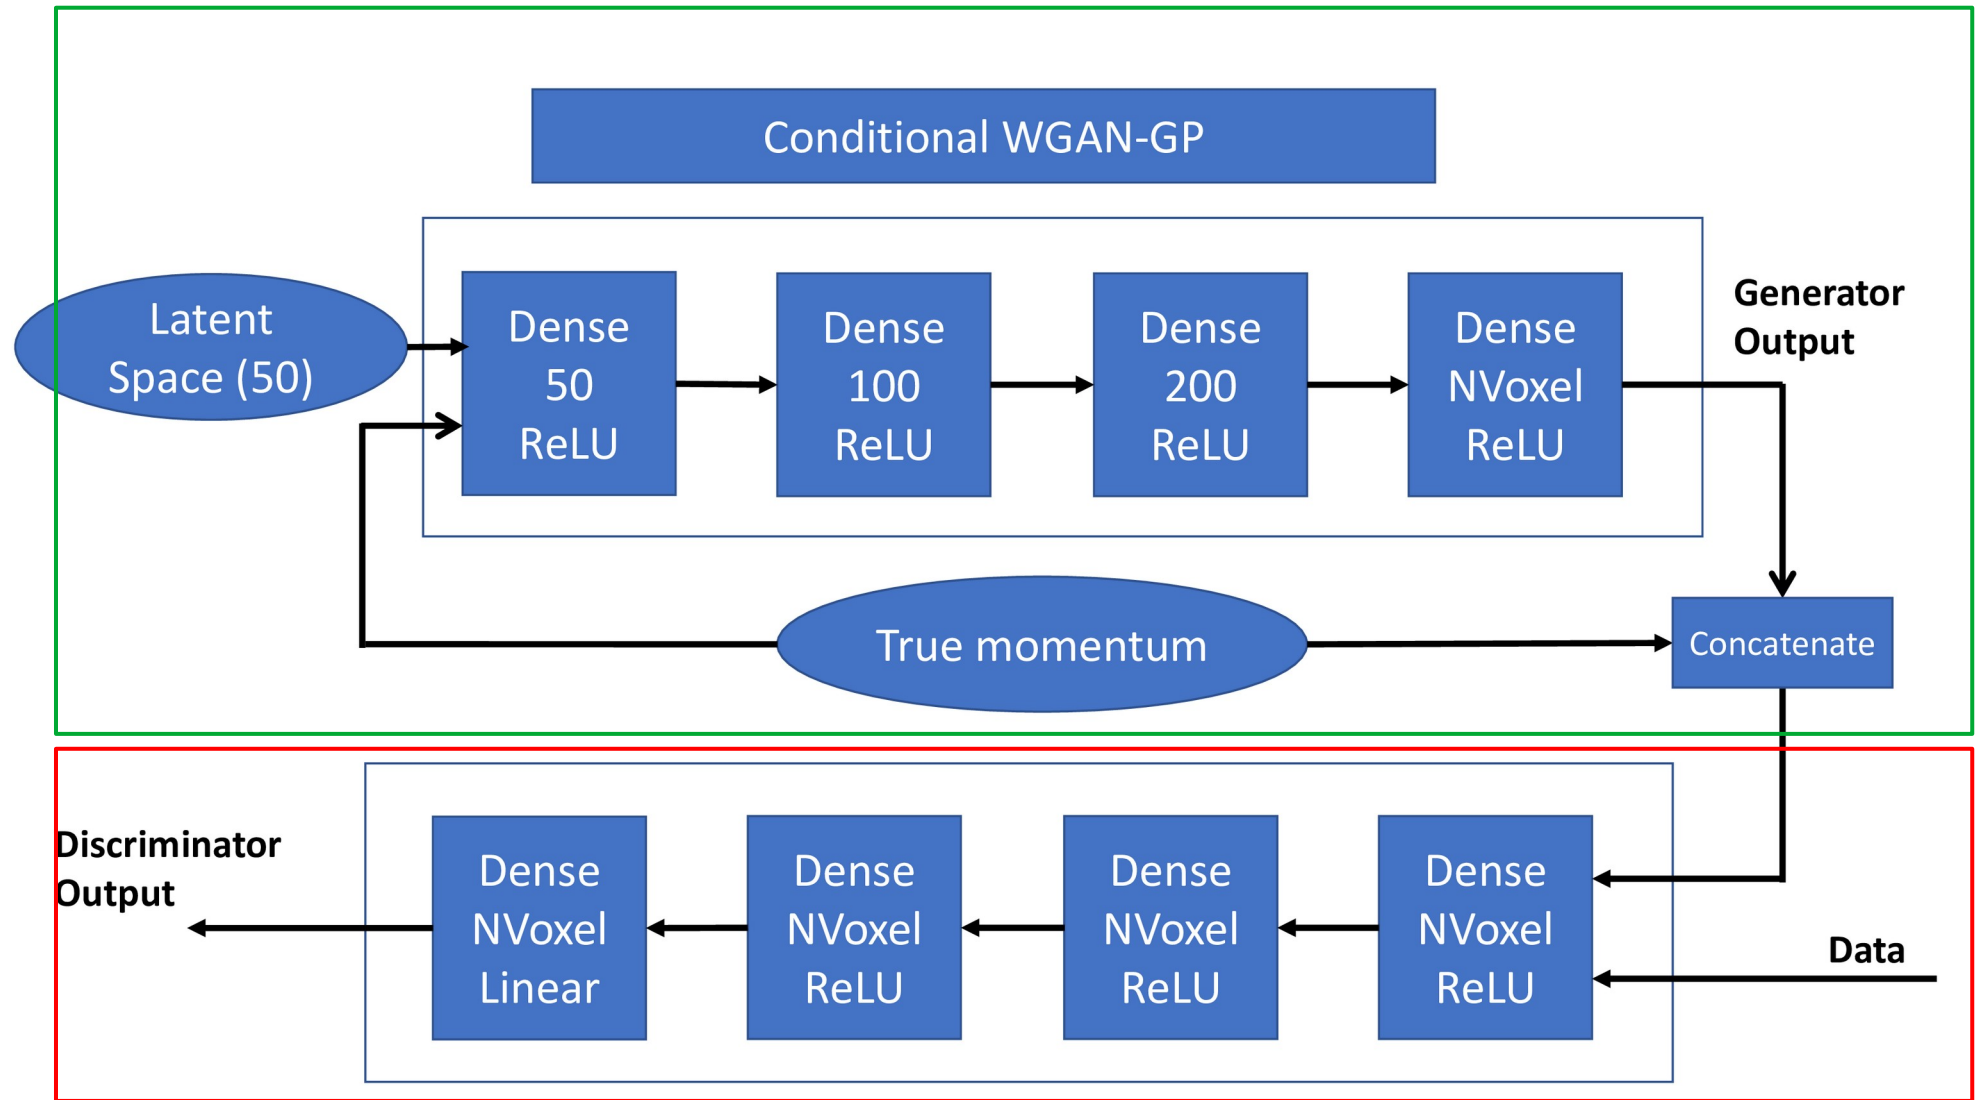 Conditional WGAN-GP
Latent
Space (50)
Dense
50
ReLU
Dense
100
ReLU
Dense
200
ReLU
Dense
NVoxel
ReLU
Generator
Output
True momentum
Concatenate
Discriminator
Output
Dense
NVoxel
Linear
Dense
NVoxel
ReLU
Dense
NVoxel
ReLU
Dense
NVoxel
ReLU
Data